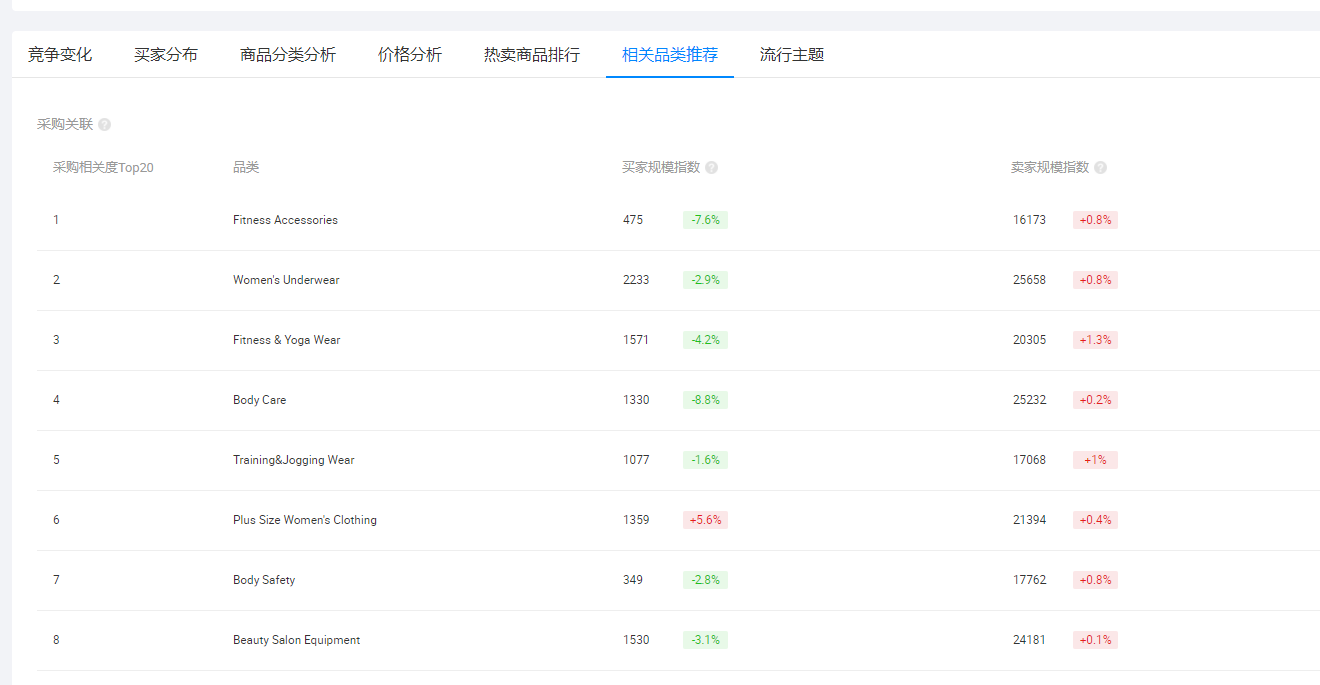 竞争变化 买家分布 商品分类分析 价格分析 热卖商品排行 相关品类推荐 流行主题
采购关联 ?
采购相关度Top20 品类 买家规模指数 ? 卖家规模指数 ?
1 Fitness Accessories 475 -7.6% 16173 +0.8%
2 Women's Underwear 2233 -2.9% 25658 +0.8%
3 Fitness & Yoga Wear 1571 -4.2% 20305 +1.3%
4 Body Care 1330 -8.8% 25232 +0.2%
5 Training&Jogging Wear 1077 -1.6% 17068 +1%
6 Plus Size Women's Clothing 1359 +5.6% 21394 +0.4%
7 Body Safety 349 -2.8% 17762 +0.8%
8 Beauty Salon Equipment 1530 -3.1% 24181 +0.1%